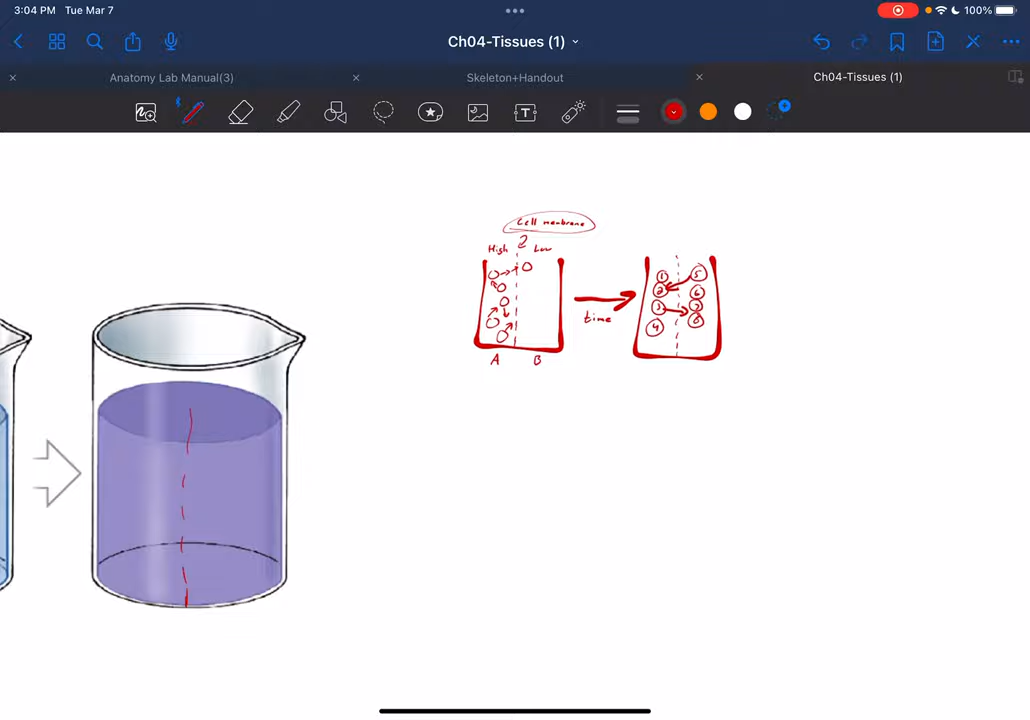 3:04 PM Tue Mar 7
100%
Ch04-Tissues (1)
Anatomy Lab Manual(3)
Skeleton+Handout
Ch04-Tissues (1)
T
Cell membrane
High Low
time
A B
1 5
2 6
3 7
4 8